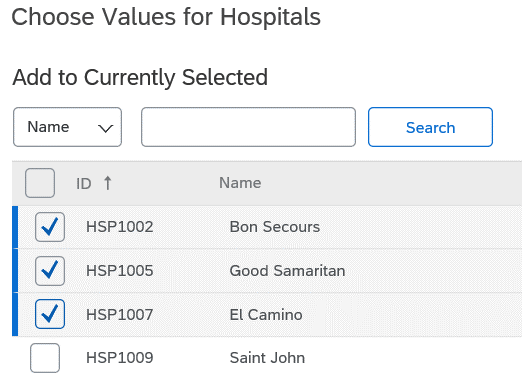 Choose Values for Hospitals
Add to Currently Selected
Name Search
ID ↑ Name
HSP1002 Bon Secours
HSP1005 Good Samaritan
HSP1007 El Camino
HSP1009 Saint John